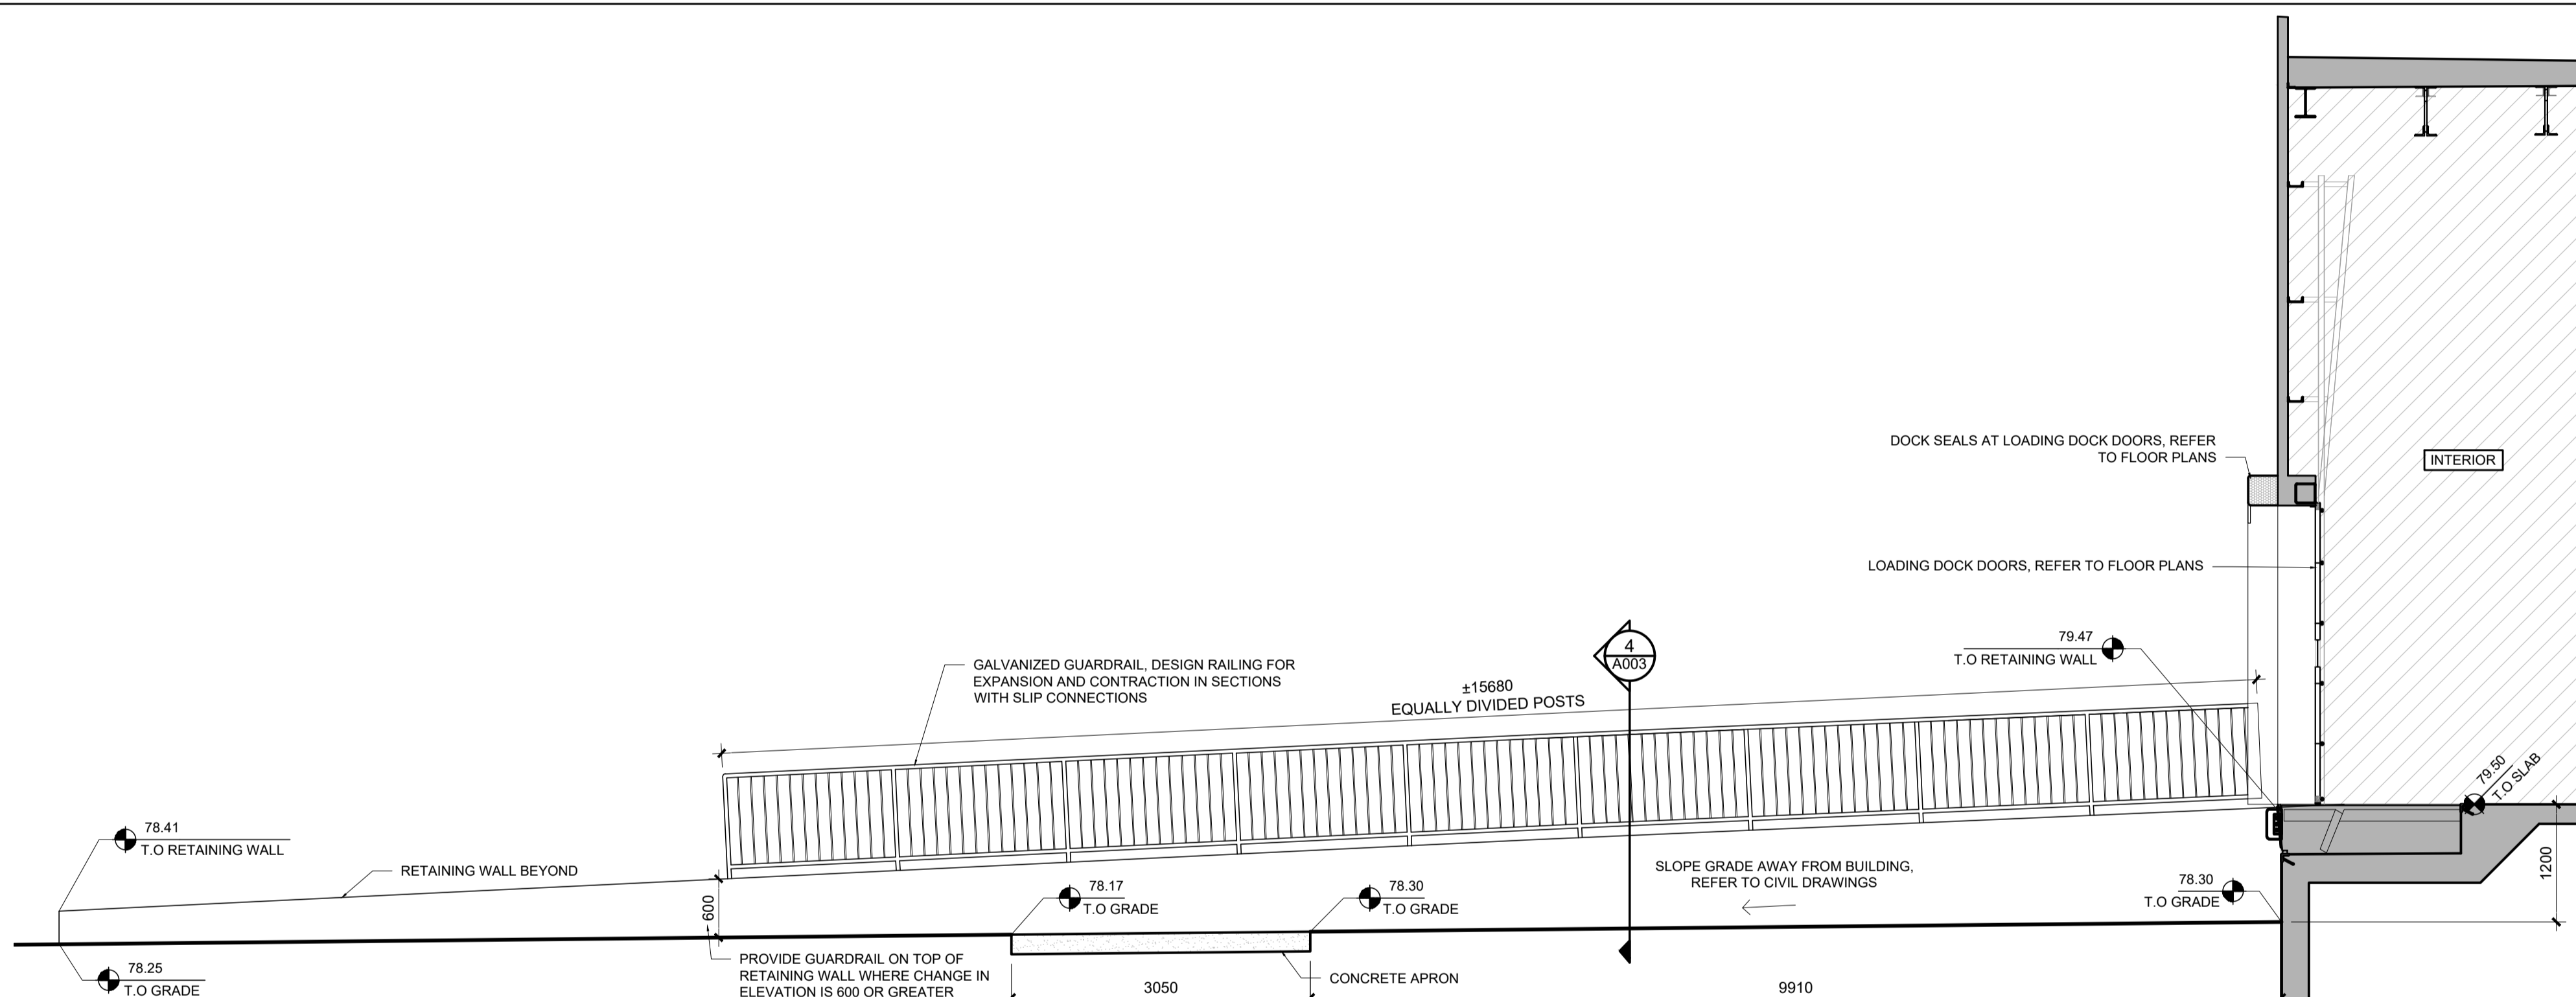 DOCK SEALS AT LOADING DOCK DOORS, REFER
TO FLOOR PLANS
INTERIOR
LOADING DOCK DOORS, REFER TO FLOOR PLANS
4
A003
79.47
T.O RETAINING WALL
GALVANIZED GUARDRAIL, DESIGN RAILING FOR
EXPANSION AND CONTRACTION IN SECTIONS
WITH SLIP CONNECTIONS
±15680
EQUALLY DIVIDED POSTS
79.50
T.O SLAB
78.41
T.O RETAINING WALL
RETAINING WALL BEYOND
SLOPE GRADE AWAY FROM BUILDING,
REFER TO CIVIL DRAWINGS
1200
600
78.17
T.O GRADE
78.30
T.O GRADE
78.30
T.O GRADE
78.25
T.O GRADE
PROVIDE GUARDRAIL ON TOP OF
RETAINING WALL WHERE CHANGE IN
ELEVATION IS 600 OR GREATER
CONCRETE APRON
3050
9910